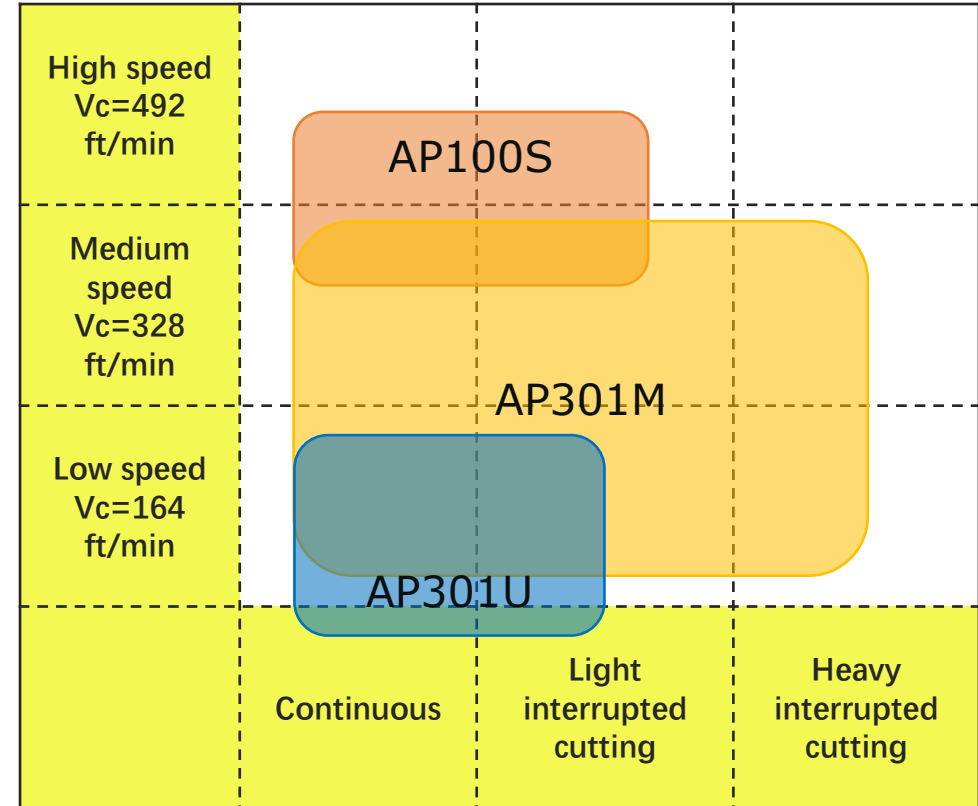 High speed
Vc=492
ft/min
AP100S
Medium
speed
Vc=328
ft/min
AP301M
Low speed
Vc=164
ft/min
AP301U
Continuous
Light
interrupted
cutting
Heavy
interrupted
cutting